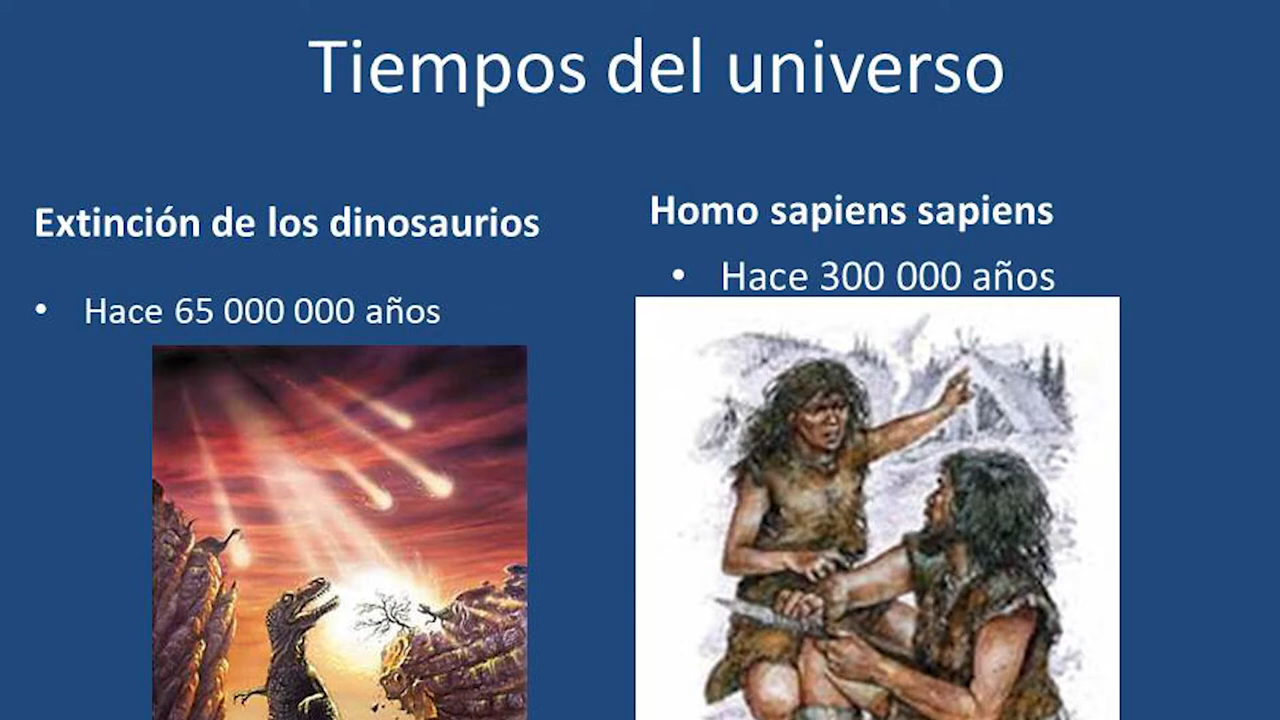 Tiempos del universo
Extinción de los dinosaurios
• Hace 65 000 000 años
Homo sapiens sapiens
• Hace 300 000 años